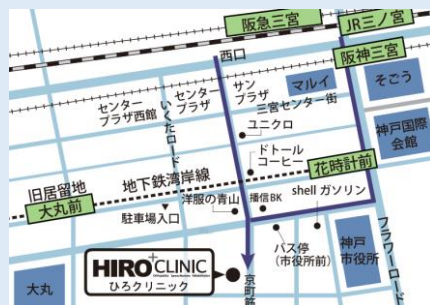 阪急三宮
JR三ノ宮
西口
阪神三宮
センター
プラザ西館
いくたロード
センター
プラザ
サン
プラザ
マルイ
そごう
三宮センター街
ユニクロ
神戸国際
会館
ドトール
コーヒー
花時計前
旧居留地
大丸前
地下鉄湾岸線
駐車場入口
洋服の青山
播信BK
shell ガソリン
バス停
(市役所前)
神戸
市役所
フラワーロード
大丸
HIRO CLINIC
ひろクリニック
京町筋